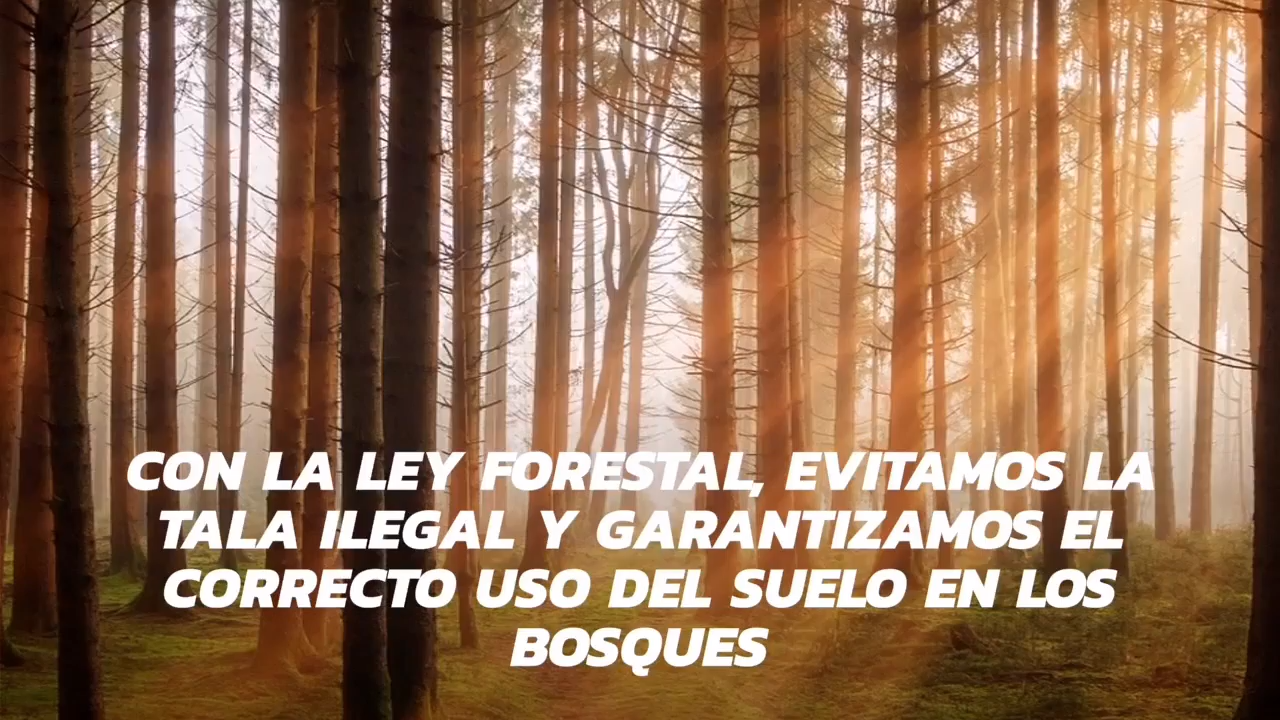 CON LA LEY FORESTAL, EVITAMOS LA
TALA ILEGAL Y GARANTIZAMOS EL
CORRECTO USO DEL SUELO EN LOS
BOSQUES